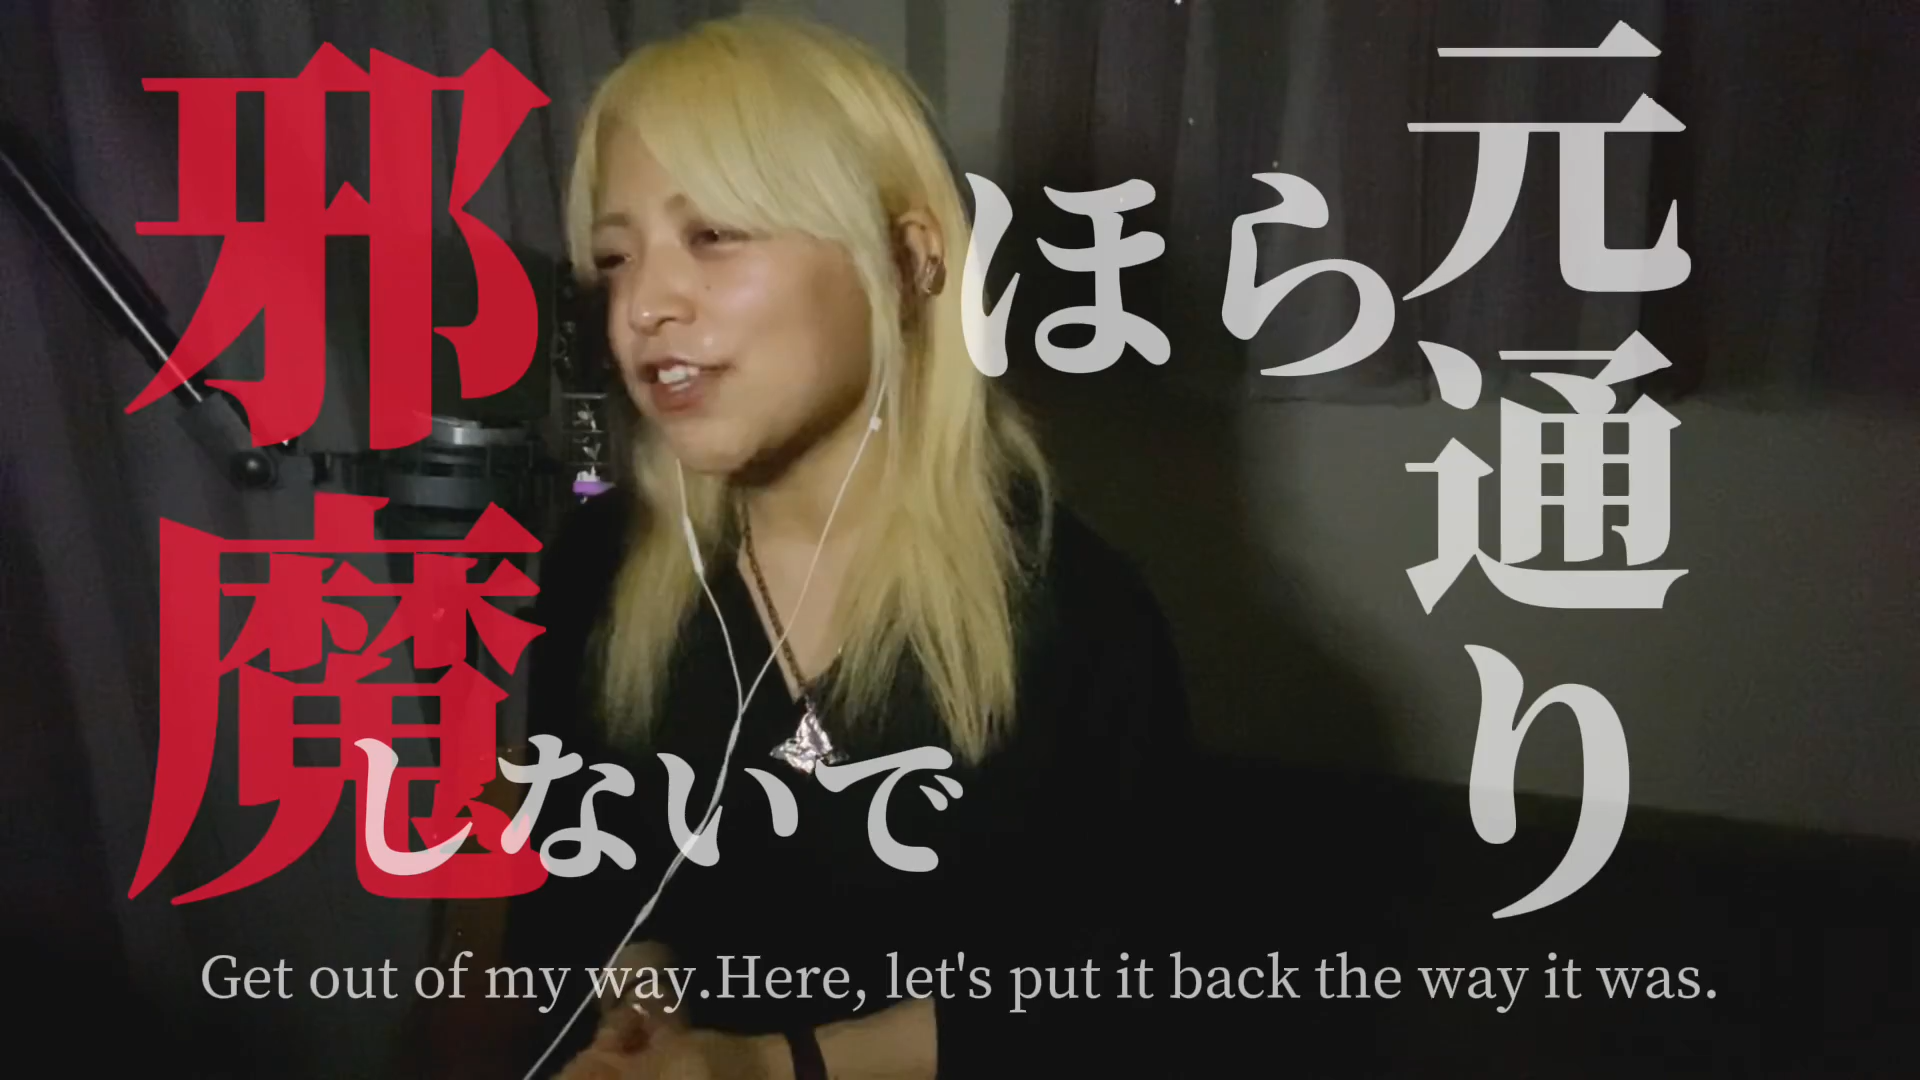 邪魔
しないで
ほら
元通り
Get out of my way.Here, let's put it back the way it was.